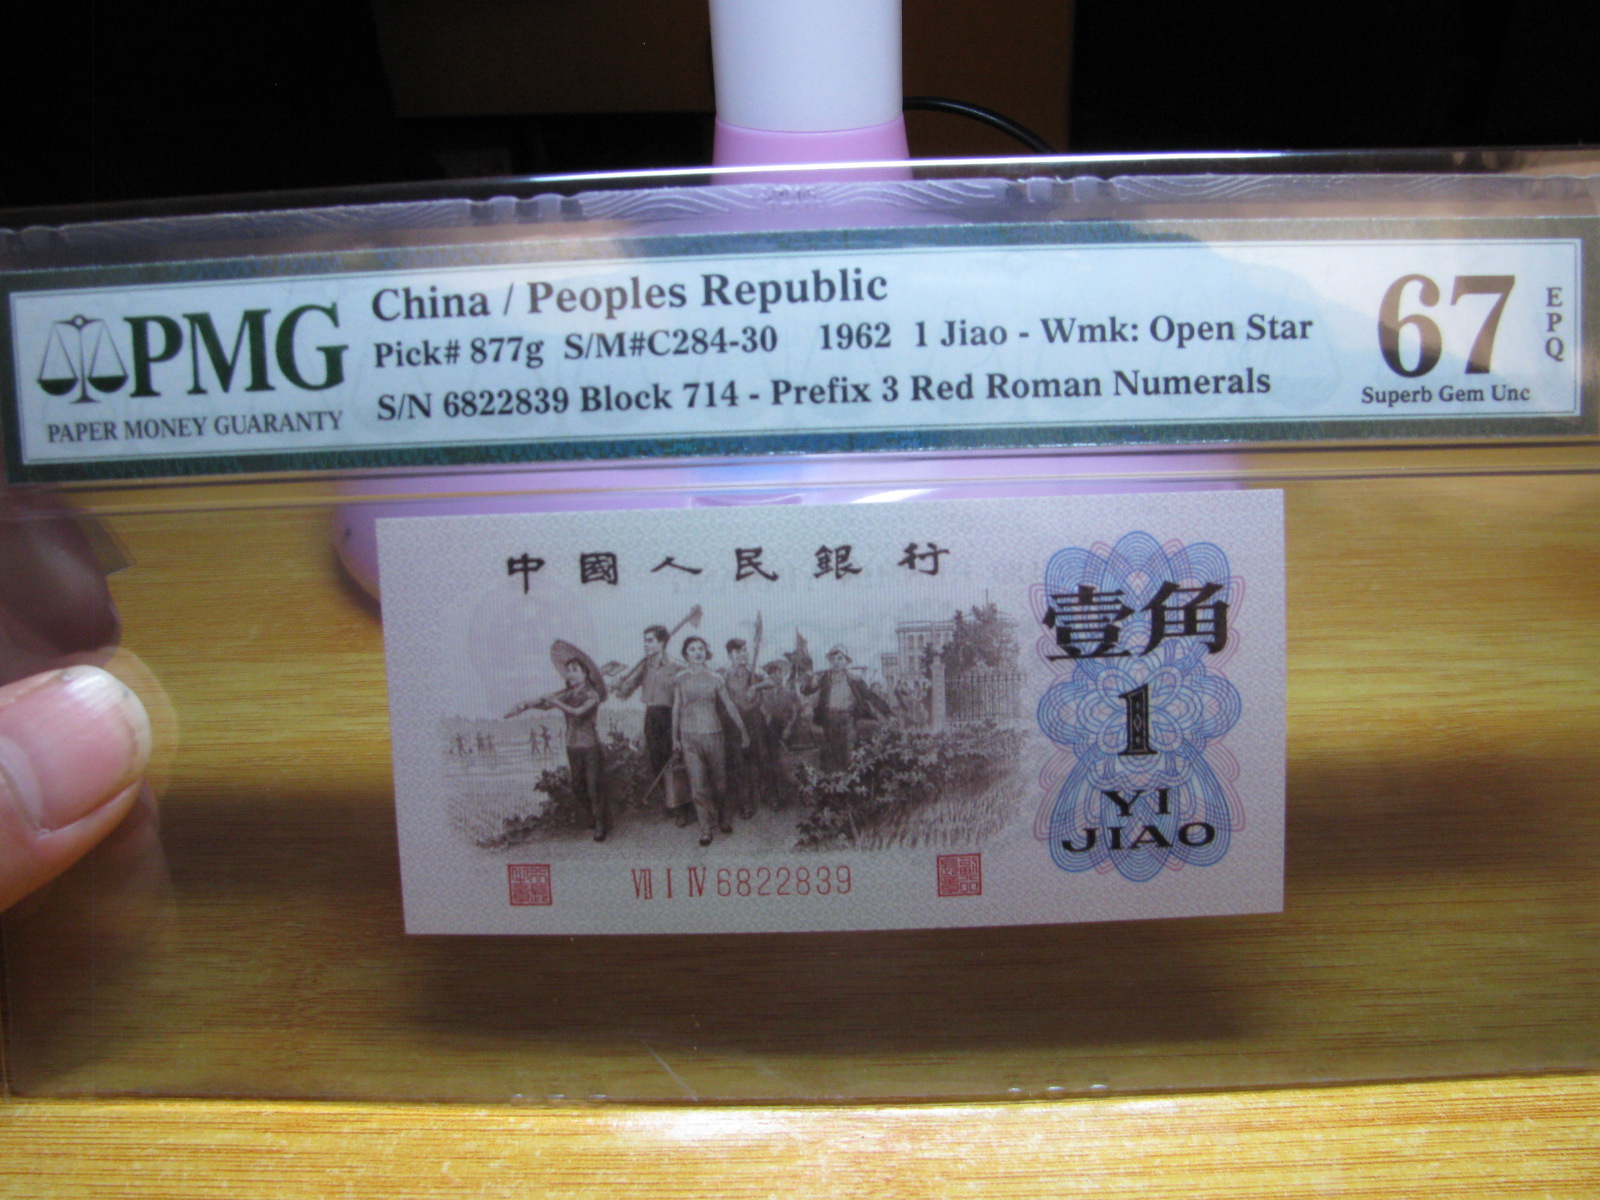 PMG
PAPER MONEY GUARANTY
China / Peoples Republic
Pick# 877g S/M#C284-30 1962 1 Jiao - Wmk: Open Star
S/N 6822839 Block 714 - Prefix 3 Red Roman Numerals
67
EPQ
Superb Gem Unc
中國人民銀行
壹角
1
YI
JIAO
VII I IV 6822839